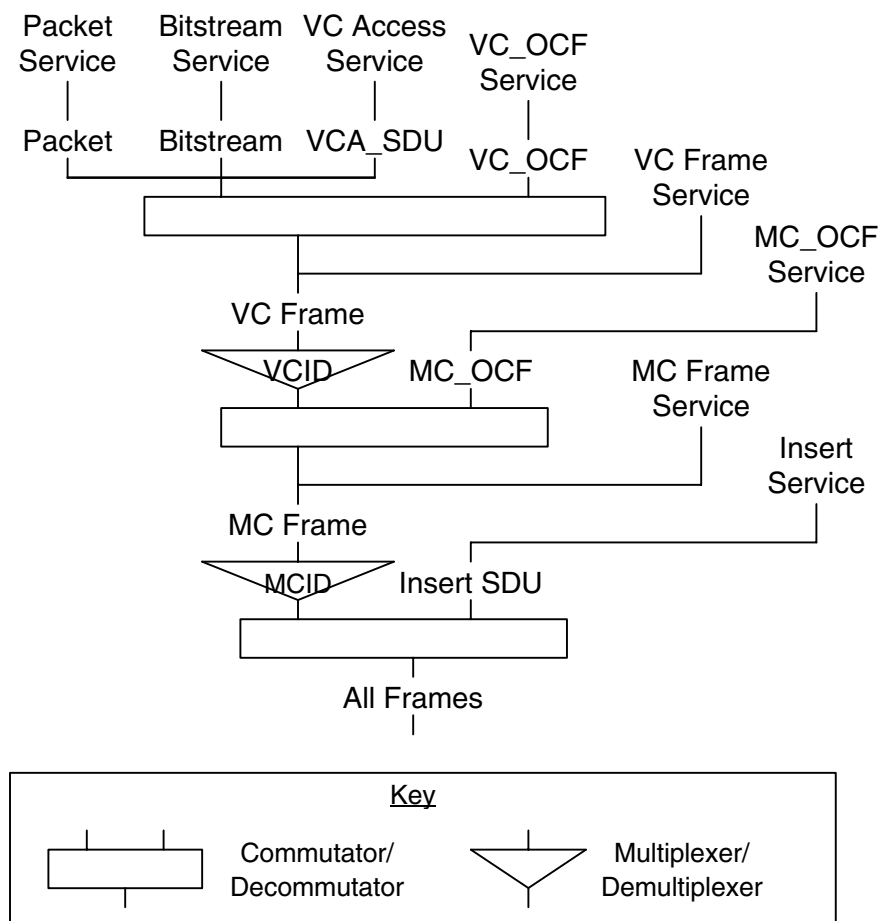 Packet
Service
Bitstream
Service
VC Access
Service
VC_OCF
Service
Packet
Bitstream
VCA_SDU
VC_OCF
VC Frame
Service
MC_OCF
Service
VC Frame
VCID
MC_OCF
MC Frame
Service
Insert
Service
MC Frame
MCID
Insert SDU
All Frames
Key
Commutator/
Decommutator
Multiplexer/
Demultiplexer